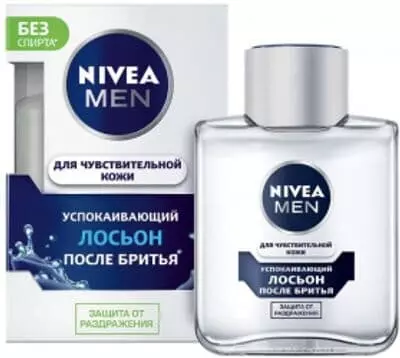 БЕЗ
СПИРТА*
NIVEA
MEN
ДЛЯ ЧУВСТВИТЕЛЬНОЙ
КОЖИ
УСПОКАИВАЮЩИЙ
ЛОСЬОН
ПОСЛЕ БРИТЬЯ
ЗАЩИТА ОТ
РАЗДРАЖЕНИЯ
NIVEA
MEN
ДЛЯ ЧУВСТВИТЕЛЬНОЙ
КОЖИ
УСПОКАИВАЮЩИЙ
ЛОСЬОН
ПОСЛЕ БРИТЬЯ
ЗАЩИТА ОТ
РАЗДРАЖЕНИЯ